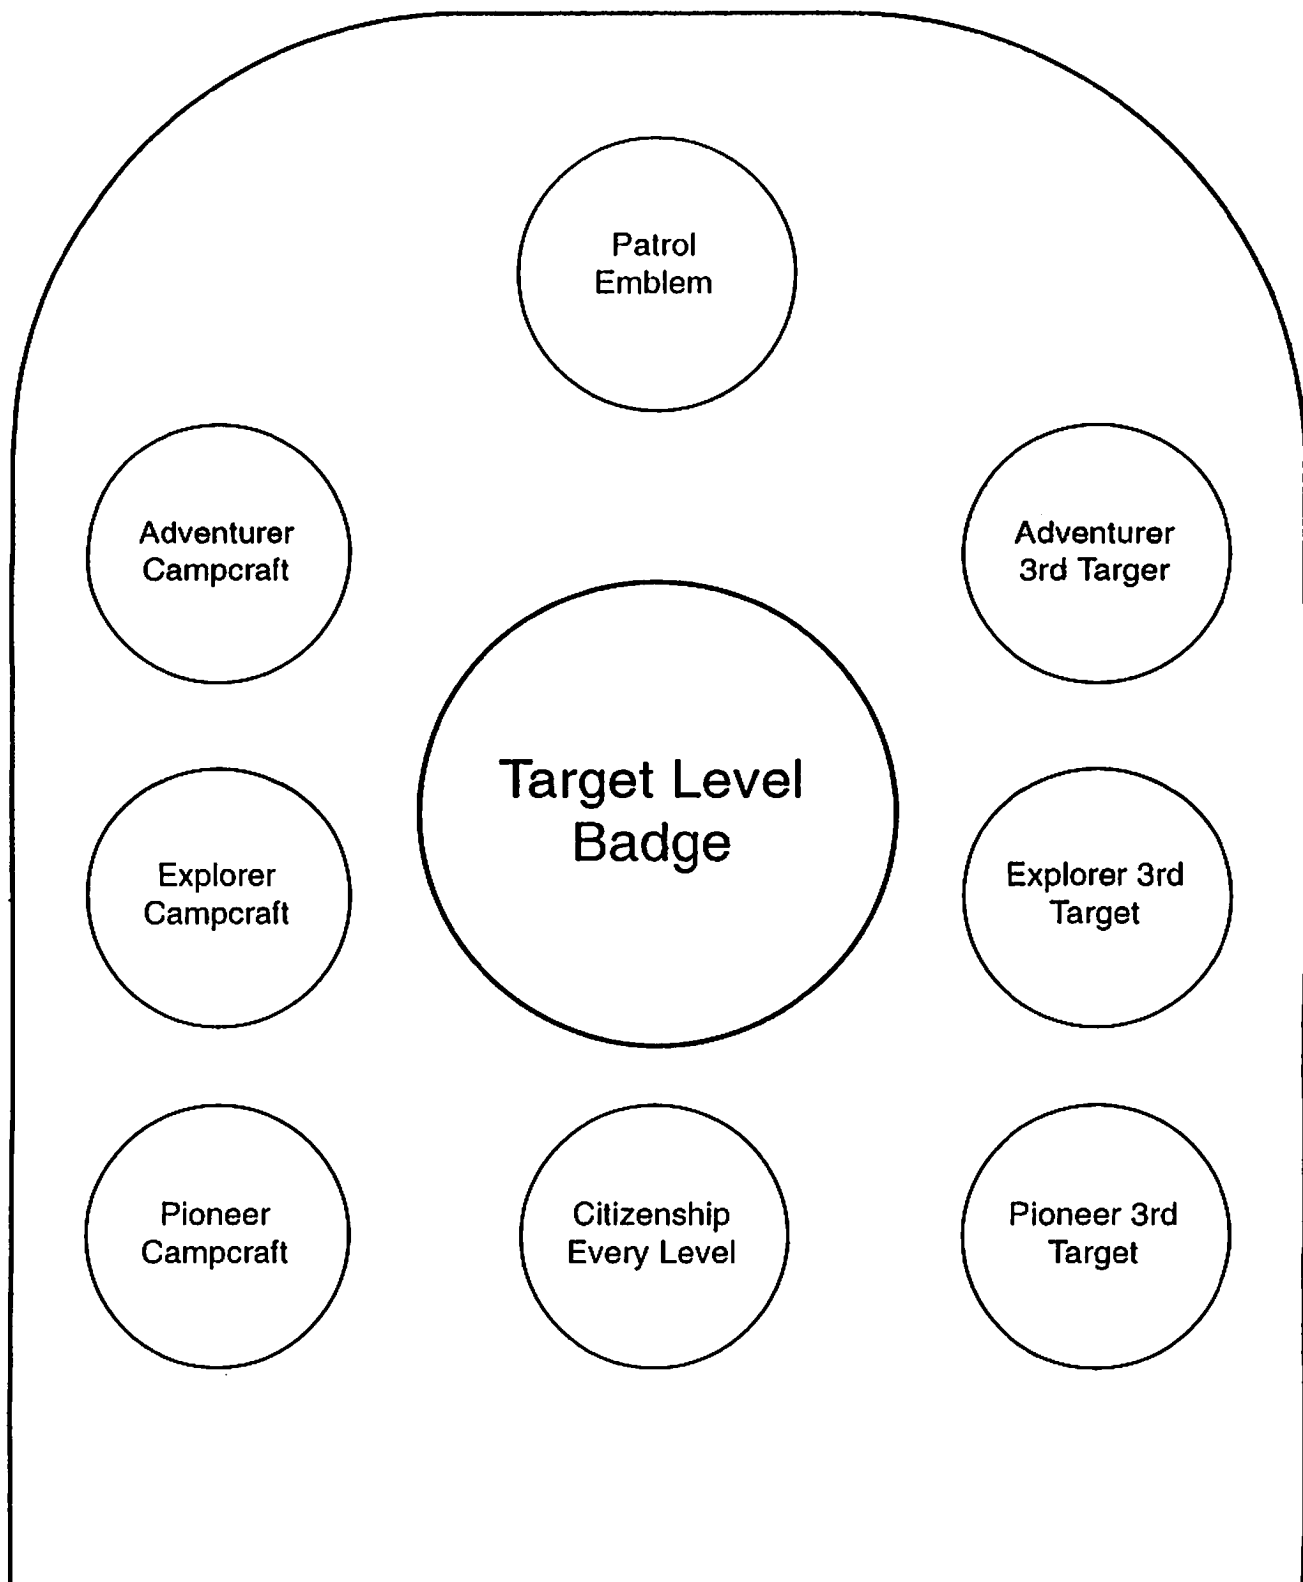 Patrol
Emblem
Adventurer
Campcraft
Adventurer
3rd Targer
Target Level
Badge
Explorer
Campcraft
Explorer 3rd
Target
Pioneer
Campcraft
Citizenship
Every Level
Pioneer 3rd
Target